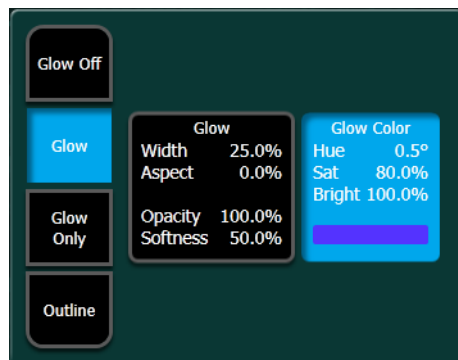 Glow Off
Glow
Glow
Only
Outline
Glow
Width 25.0%
Aspect 0.0%
Opacity 100.0%
Softness 50.0%
Glow Color
Hue 0.5°
Sat 80.0%
Bright 100.0%